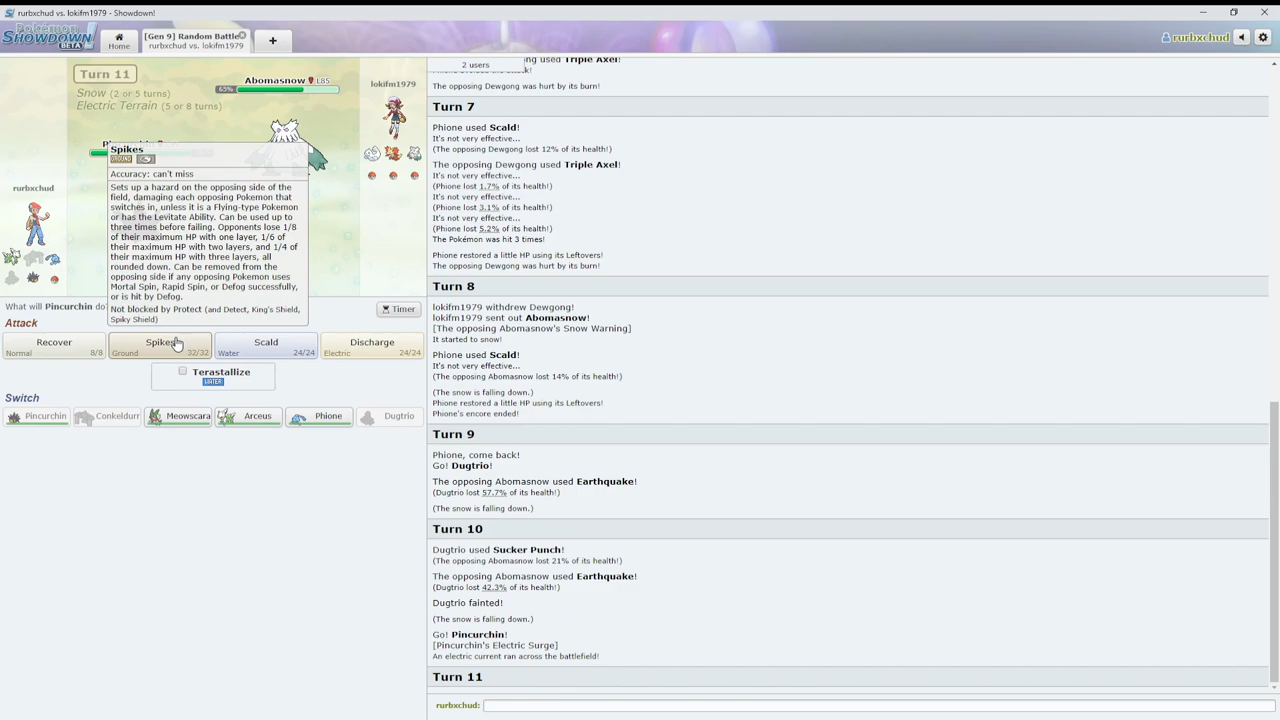 rurbxchud vs. lokifm1979 - Showdown!
Pokémon
SHOWDOWN
BETA
Home
[Gen 9] Random Battle
rurbxchud vs. lokifm1979
+
rurbxchud
Turn 11
Snow (2 or 5 turns)
Electric Terrain (5 or 8 turns)
Abomasnow L85
65%
lokifm1979
rurbxchud
Spikes
GROUND
Accuracy: can't miss
Sets up a hazard on the opposing side of the
field, damaging each opposing Pokemon that
switches in, unless it is a Flying-type Pokemon
or has the Levitate Ability. Can be used up to
three times before failing. Opponents lose 1/8
of their maximum HP with one layer, 1/6 of
their maximum HP with two layers, and 1/4 of
their maximum HP with three layers, all
rounded down. Can be removed from the
opposing side if any opposing Pokemon uses
Mortal Spin, Rapid Spin, or Defog successfully,
or is hit by Defog.
Not blocked by Protect (and Detect, King's Shield,
Spiky Shield)
What will Pincurchin do
Timer
Attack
Recover
Normal 8/8
Spikes
Ground 32/32
Scald
Water 24/24
Discharge
Electric 24/24
Terastallize
WATER
Switch
Pincurchin
Conkeldurr
Meowscara
Arceus
Phione
Dugtrio
2 users
ng used Triple Axel!
The opposing Dewgong was hurt by its burn!
Turn 7
Phione used Scald!
It's not very effective...
(The opposing Dewgong lost 12% of its health!)
The opposing Dewgong used Triple Axel!
It's not very effective...
(Phione lost 1.7% of its health!)
It's not very effective...
(Phione lost 3.1% of its health!)
It's not very effective...
(Phione lost 5.2% of its health!)
The Pokémon was hit 3 times!
Phione restored a little HP using its Leftovers!
The opposing Dewgong was hurt by its burn!
Turn 8
lokifm1979 withdrew Dewgong!
lokifm1979 sent out Abomasnow!
[The opposing Abomasnow's Snow Warning]
It started to snow!
Phione used Scald!
It's not very effective...
(The opposing Abomasnow lost 14% of its health!)
(The snow is falling down.)
Phione restored a little HP using its Leftovers!
Phione's encore ended!
Turn 9
Phione, come back!
Go! Dugtrio!
The opposing Abomasnow used Earthquake!
(Dugtrio lost 57.7% of its health!)
(The snow is falling down.)
Turn 10
Dugtrio used Sucker Punch!
(The opposing Abomasnow lost 21% of its health!)
The opposing Abomasnow used Earthquake!
(Dugtrio lost 42.3% of its health!)
Dugtrio fainted!
(The snow is falling down.)
Go! Pincurchin!
[Pincurchin's Electric Surge]
An electric current ran across the battlefield!
Turn 11
rurbxchud: